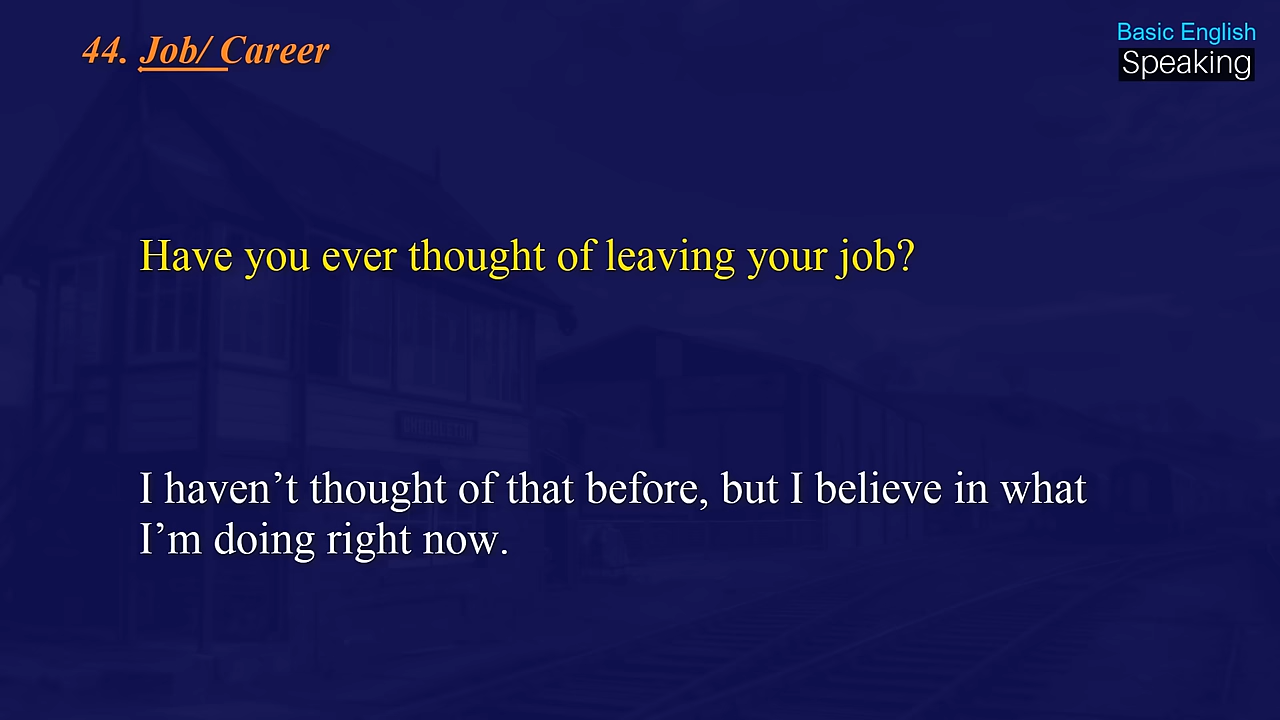 44. Job/ Career
Basic English
Speaking
Have you ever thought of leaving your job?
I haven’t thought of that before, but I believe in what
I’m doing right now.